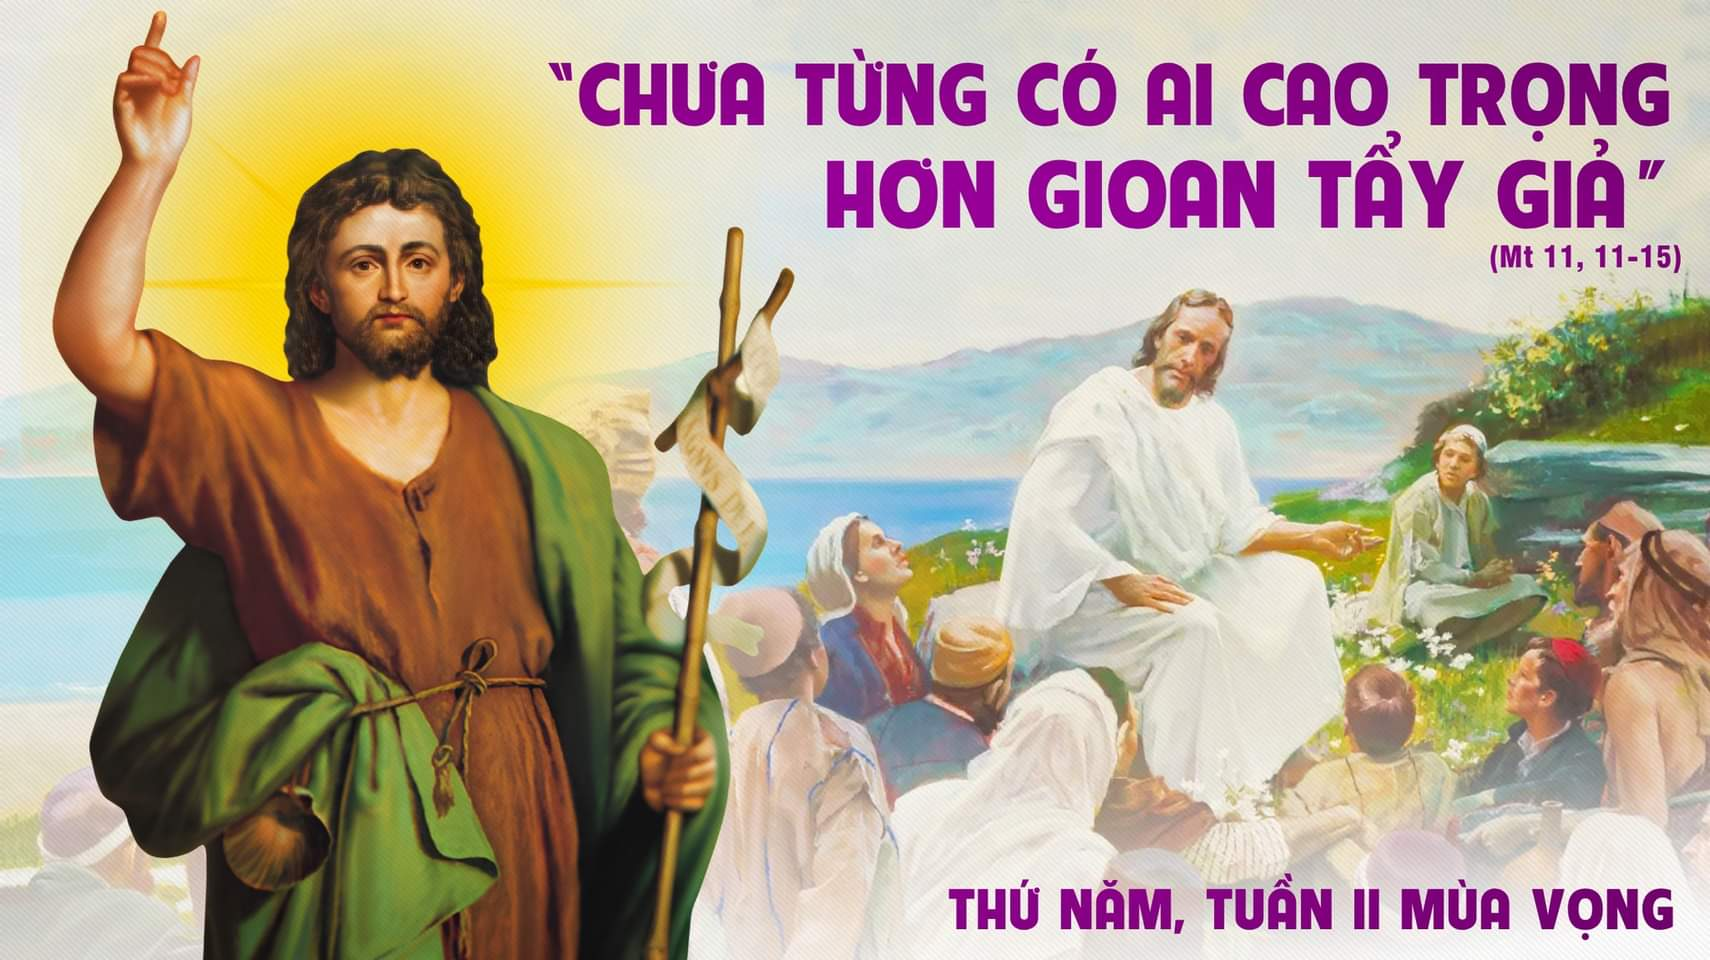 “CHƯA TỪNG CÓ AI CAO TRỌNG
HƠN GIOAN TẨY GIẢ”
(Mt 11, 11-15)
THỨ NĂM, TUẦN II MÙA VỌNG